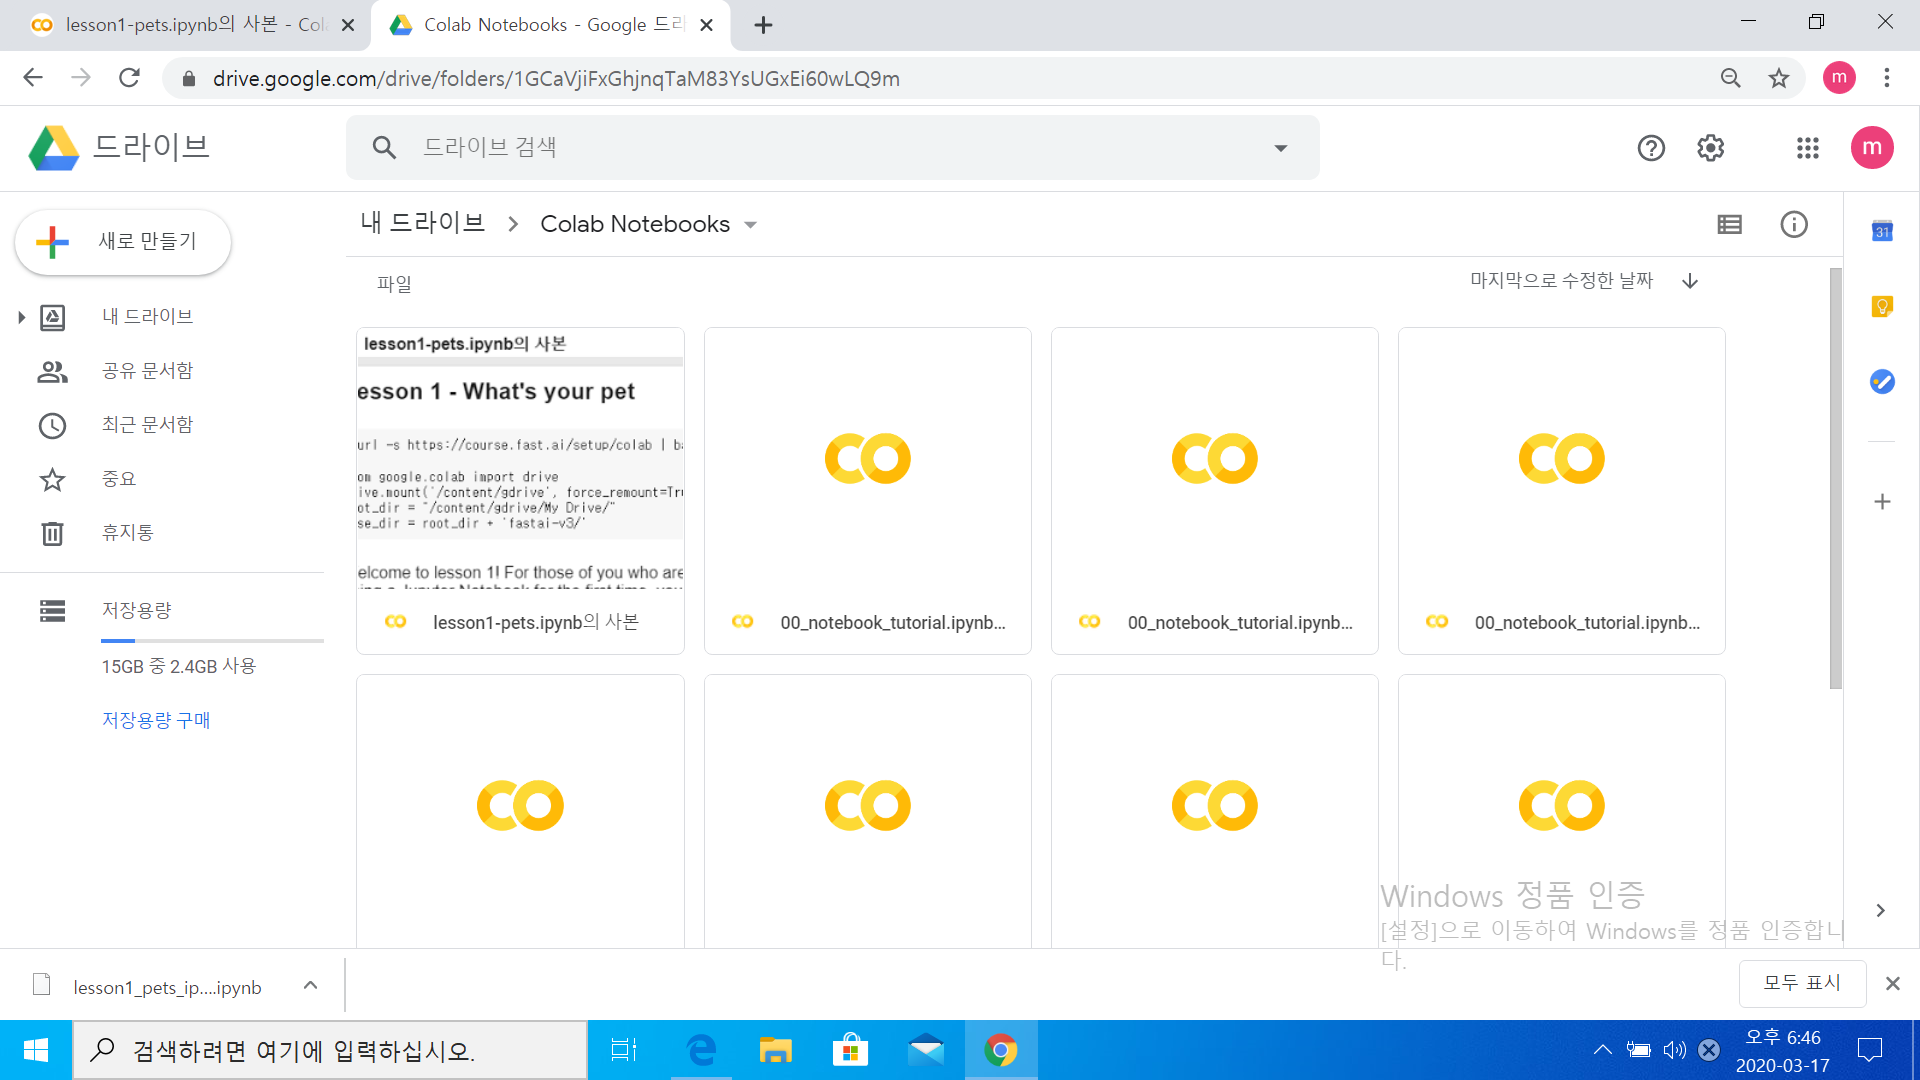 lesson1-pets.ipynb의 사본 - Col
Colab Notebooks - Google 드라
drive.google.com/drive/folders/1GCaVjiFxGhjnqTaM83YsUGxEi60wLQ9m
m
드라이브
드라이브 검색
m
새로 만들기
내 드라이브
공유 문서함
최근 문서함
중요
휴지통
저장용량
15GB 중 2.4GB 사용
저장용량 구매
내 드라이브 > Colab Notebooks
파일
마지막으로 수정한 날짜
31
lesson1-pets.ipynb의 사본
esson 1 - What's your pet
url -s https://course.fast.ai/setup/colab | ba
om google.colab import drive
ive.mount('/content/gdrive', force_remount=Tru
ot_dir = "/content/gdrive/My Drive/"
se_dir = root_dir + 'fastai-v3/'
elcome to lesson 1! For those of you who are
lesson1-pets.ipynb의 사본
00_notebook_tutorial.ipynb...
00_notebook_tutorial.ipynb...
00_notebook_tutorial.ipynb...
Windows 정품 인증
[설정]으로 이동하여 Windows를 정품 인증합니
다.
lesson1_pets_ip....ipynb
모두 표시
검색하려면 여기에 입력하십시오.
오후 6:46
2020-03-17